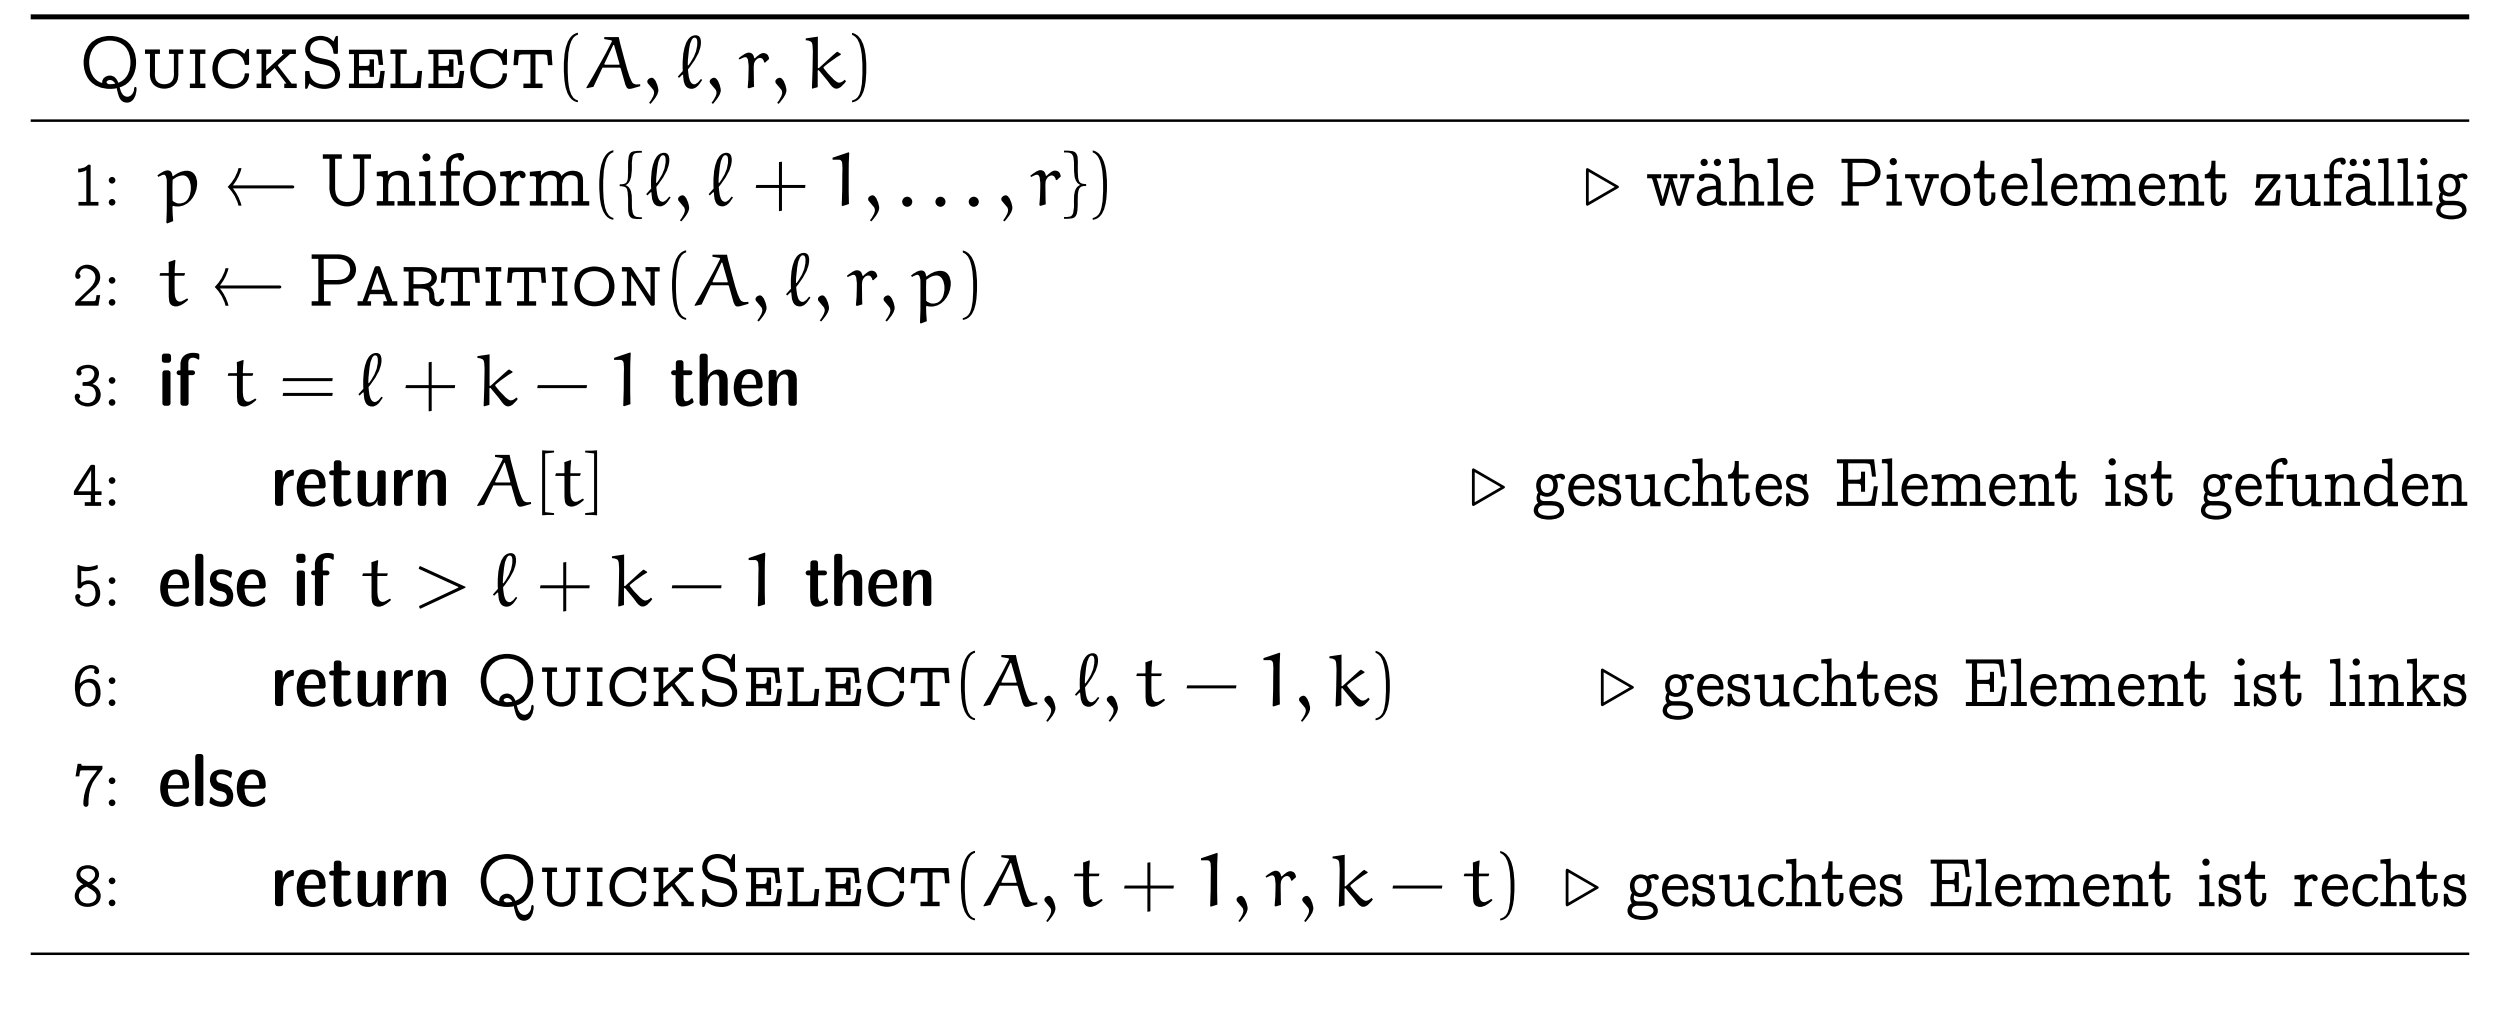 QUICKSELECT(A, ℓ, r, k)
1: p ← Uniform({ℓ, ℓ + 1, . . . , r}) ▷ wähle Pivotelement zufällig
2: t ← PARTITION(A, ℓ, r, p)
3: if t = ℓ + k − 1 then
4: return A[t] ▷ gesuchtes Element ist gefunden
5: else if t > ℓ + k − 1 then
6: return QUICKSELECT(A, ℓ, t − 1, k) ▷ gesuchtes Element ist links
7: else
8: return QUICKSELECT(A, t + 1, r, k − t) ▷ gesuchtes Element ist rechts